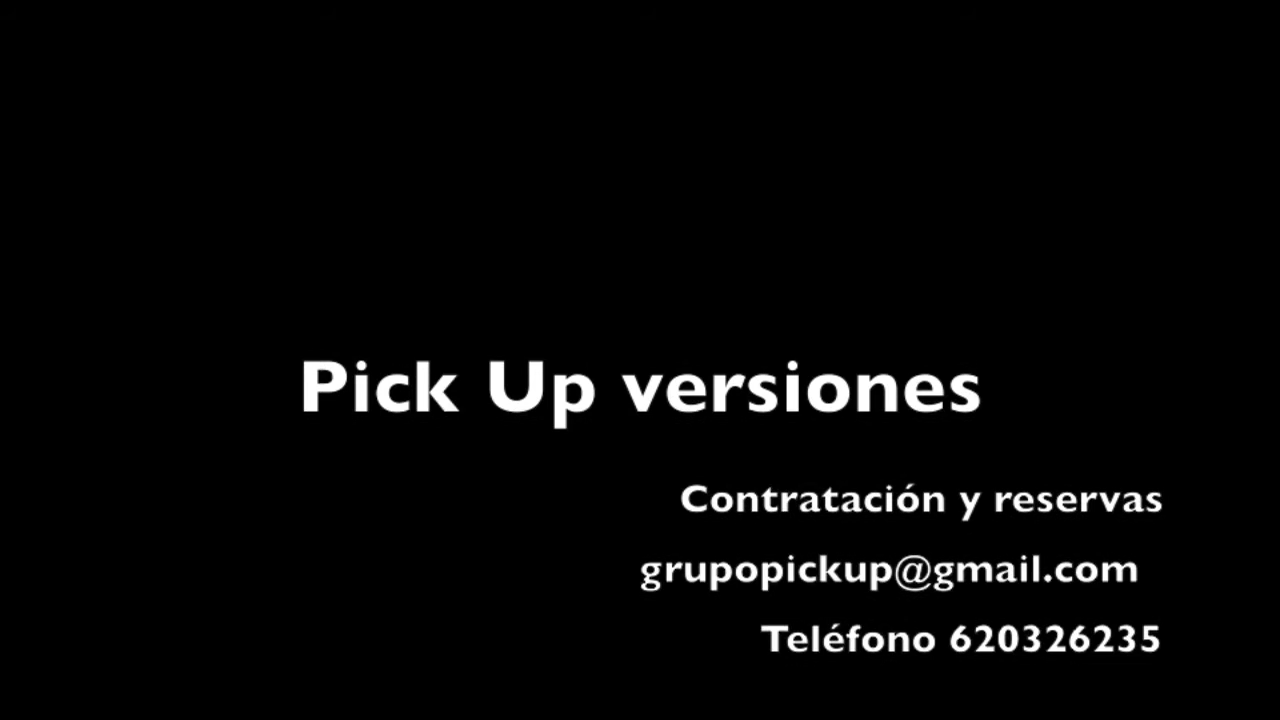 Pick Up versiones
Contratación y reservas
grupopickup@gmail.com
Teléfono 620326235